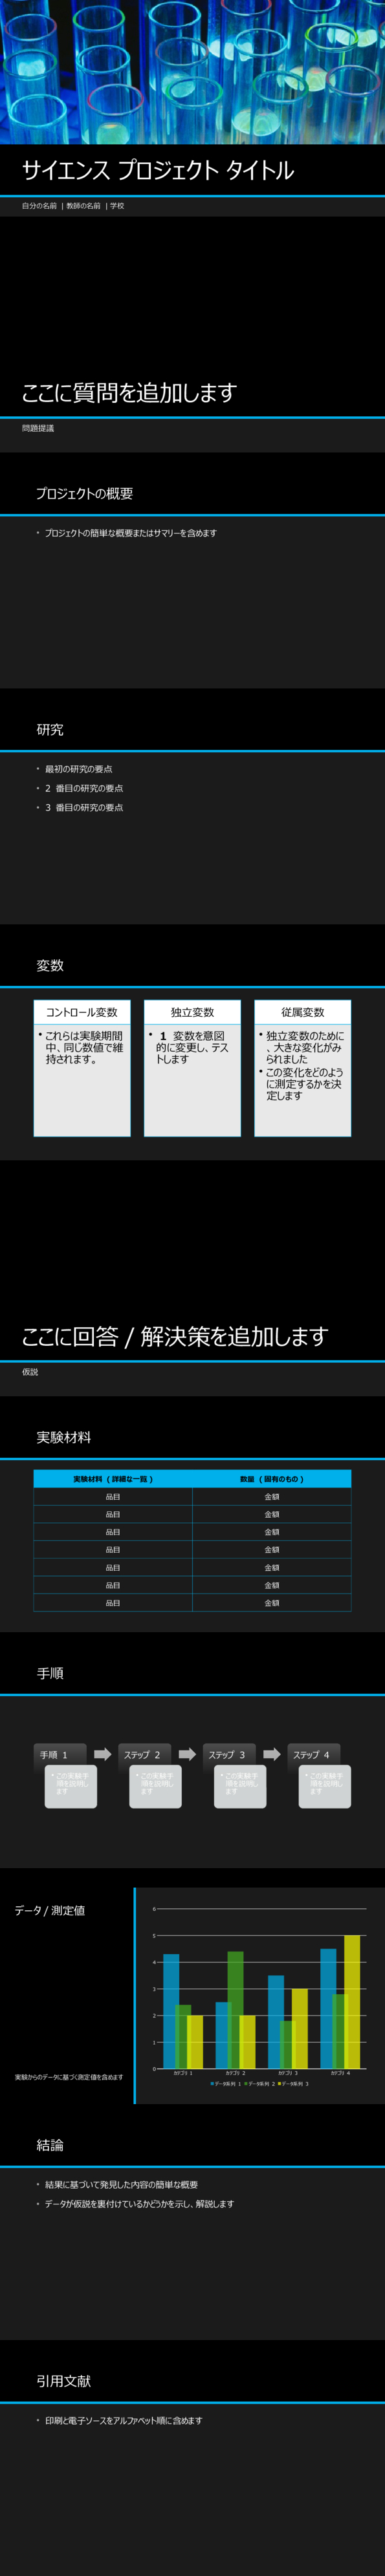 サイエンス プロジェクト タイトル
自分の名前 | 教師の名前 | 学校
ここに質問を追加します
問題提議
プロジェクトの概要
• プロジェクトの簡単な概要またはサマリーを含めます
研究
• 最初の研究の要点
• 2 番目の研究の要点
• 3 番目の研究の要点
変数
コントロール変数
• これらは実験期間
中、同じ数値で維
持されます。
独立変数
• 1 変数を意図
的に変更し、テス
トします
従属変数
• 独立変数のために
、大きな変化がみ
られました
• この変化をどのよう
に測定するかを決
定します
ここに回答 / 解決策を追加します
仮説
実験材料
実験材料 (詳細な一覧) 数量 (固有のもの)
品目 金額
品目 金額
品目 金額
品目 金額
品目 金額
品目 金額
品目 金額
手順
手順 1
• この実験手
順を説明し
ます
ステップ 2
• この実験手
順を説明し
ます
ステップ 3
• この実験手
順を説明し
ます
ステップ 4
• この実験手
順を説明し
ます
データ / 測定値
実験からのデータに基づく測定値を含めます
6
5
4
3
2
1
0
カテゴリ 1 カテゴリ 2 カテゴリ 3 カテゴリ 4
データ系列 1 データ系列 2 データ系列 3
結論
• 結果に基づいて発見した内容の簡単な概要
• データが仮説を裏付けているかどうかを示し、解説します
引用文献
• 印刷と電子ソースをアルファベット順に含めます